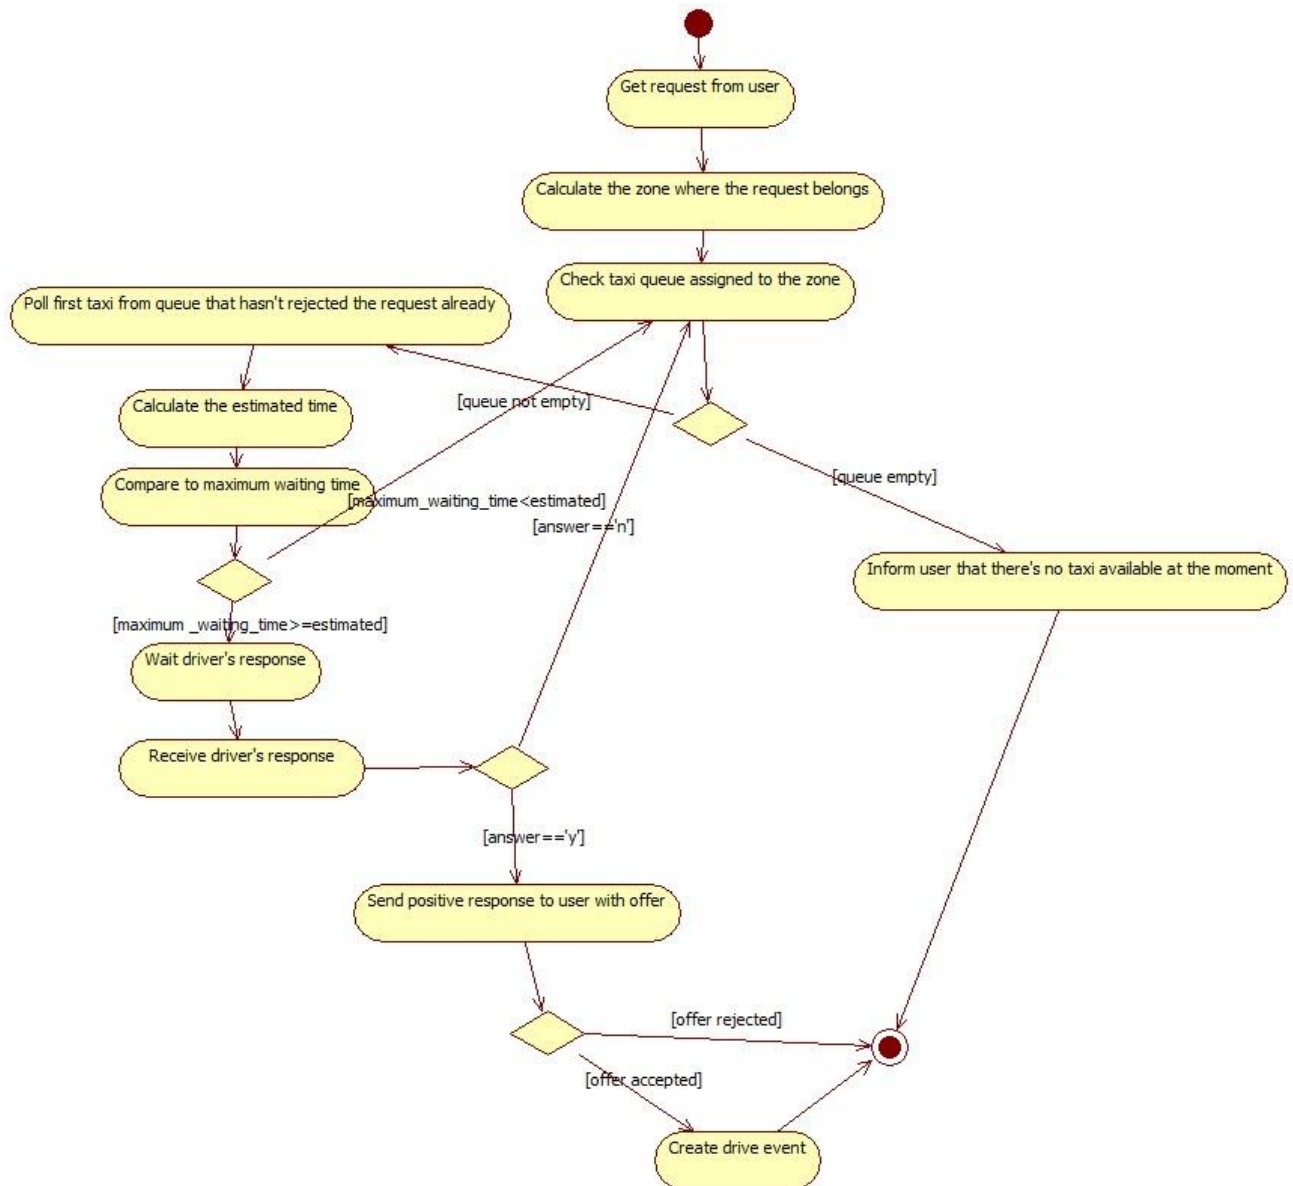 Get request from user
Calculate the zone where the request belongs
Check taxi queue assigned to the zone
Poll first taxi from queue that hasn't rejected the request already
Calculate the estimated time
[queue not empty]
[queue empty]
Compare to maximum waiting time
[maximum_waiting_time<estimated]
[answer=='n']
Inform user that there's no taxi available at the moment
[maximum _waiting_time>=estimated]
Wait driver's response
Receive driver's response
[answer=='y']
Send positive response to user with offer
[offer rejected]
[offer accepted]
Create drive event